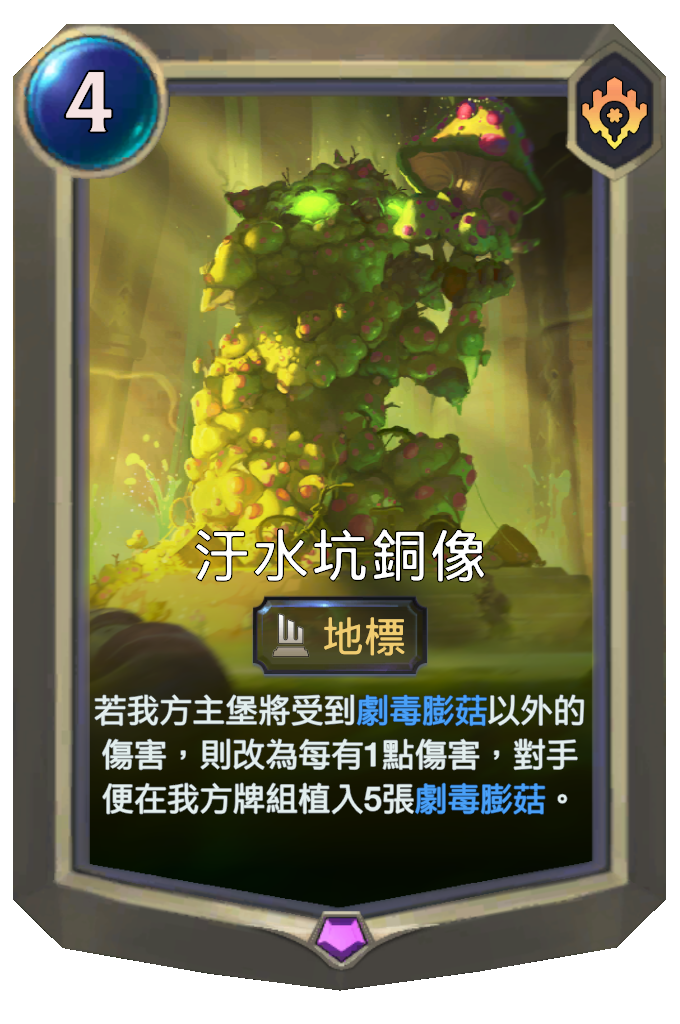 4
汙水坑銅像
地標
若我方主堡將受到劇毒膨菇以外的
傷害，則改為每有1點傷害，對手
便在我方牌組植入5張劇毒膨菇。